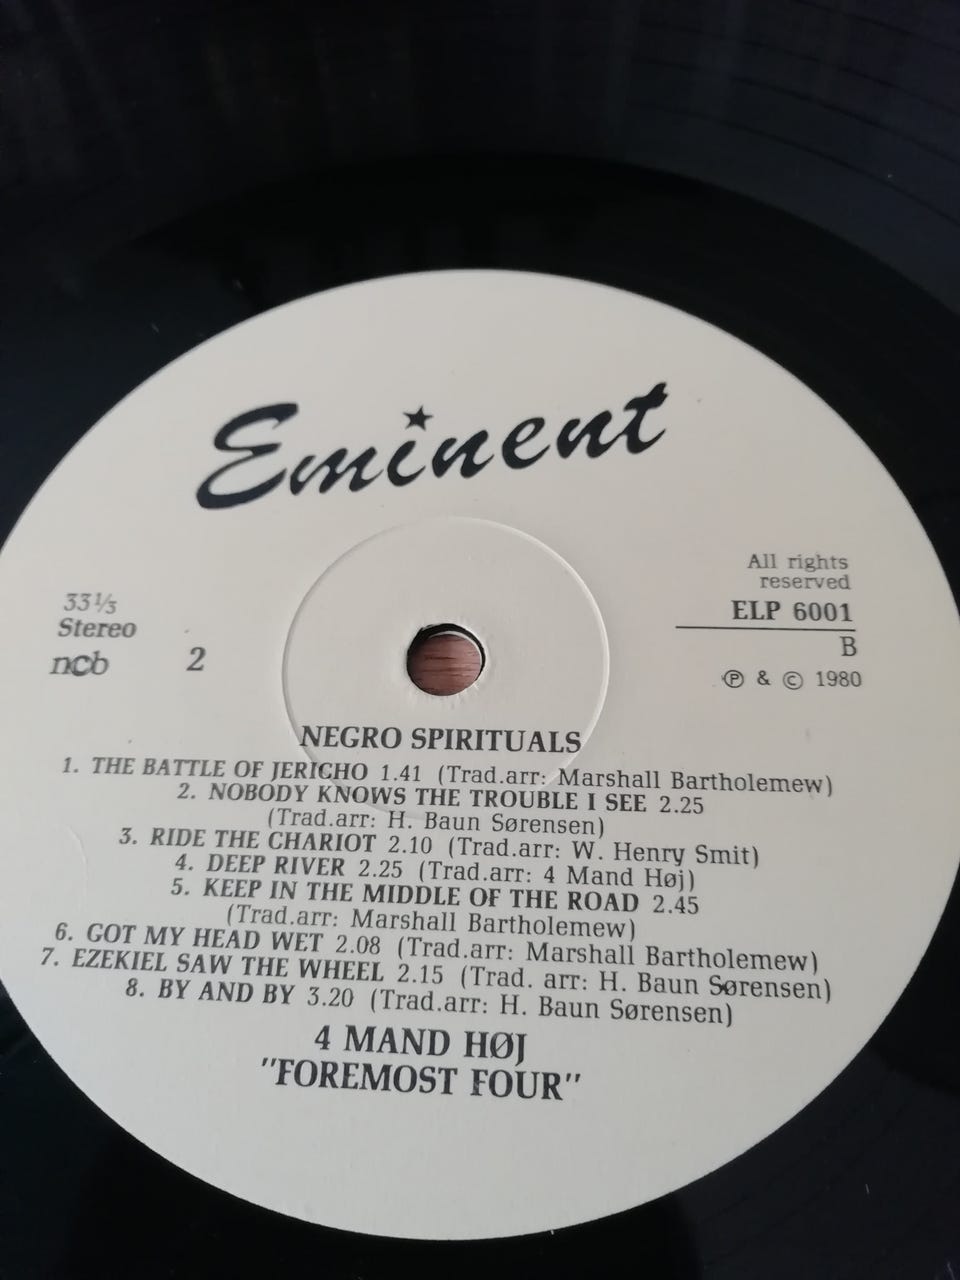 Eminent
33⅓
Stereo
ncb
2
All rights
reserved
ELP 6001
B
Ⓟ & © 1980
NEGRO SPIRITUALS
1. THE BATTLE OF JERICHO 1.41 (Trad.arr: Marshall Bartholemew)
2. NOBODY KNOWS THE TROUBLE I SEE 2.25
(Trad.arr: H. Baun Sørensen)
3. RIDE THE CHARIOT 2.10 (Trad.arr: W. Henry Smit)
4. DEEP RIVER 2.25 (Trad.arr: 4 Mand Høj)
5. KEEP IN THE MIDDLE OF THE ROAD 2.45
(Trad.arr: Marshall Bartholemew)
6. GOT MY HEAD WET 2.08 (Trad.arr: Marshall Bartholemew)
7. EZEKIEL SAW THE WHEEL 2.15 (Trad. arr: H. Baun Sørensen)
8. BY AND BY 3.20 (Trad.arr: H. Baun Sørensen)
4 MAND HØJ
"FOREMOST FOUR"